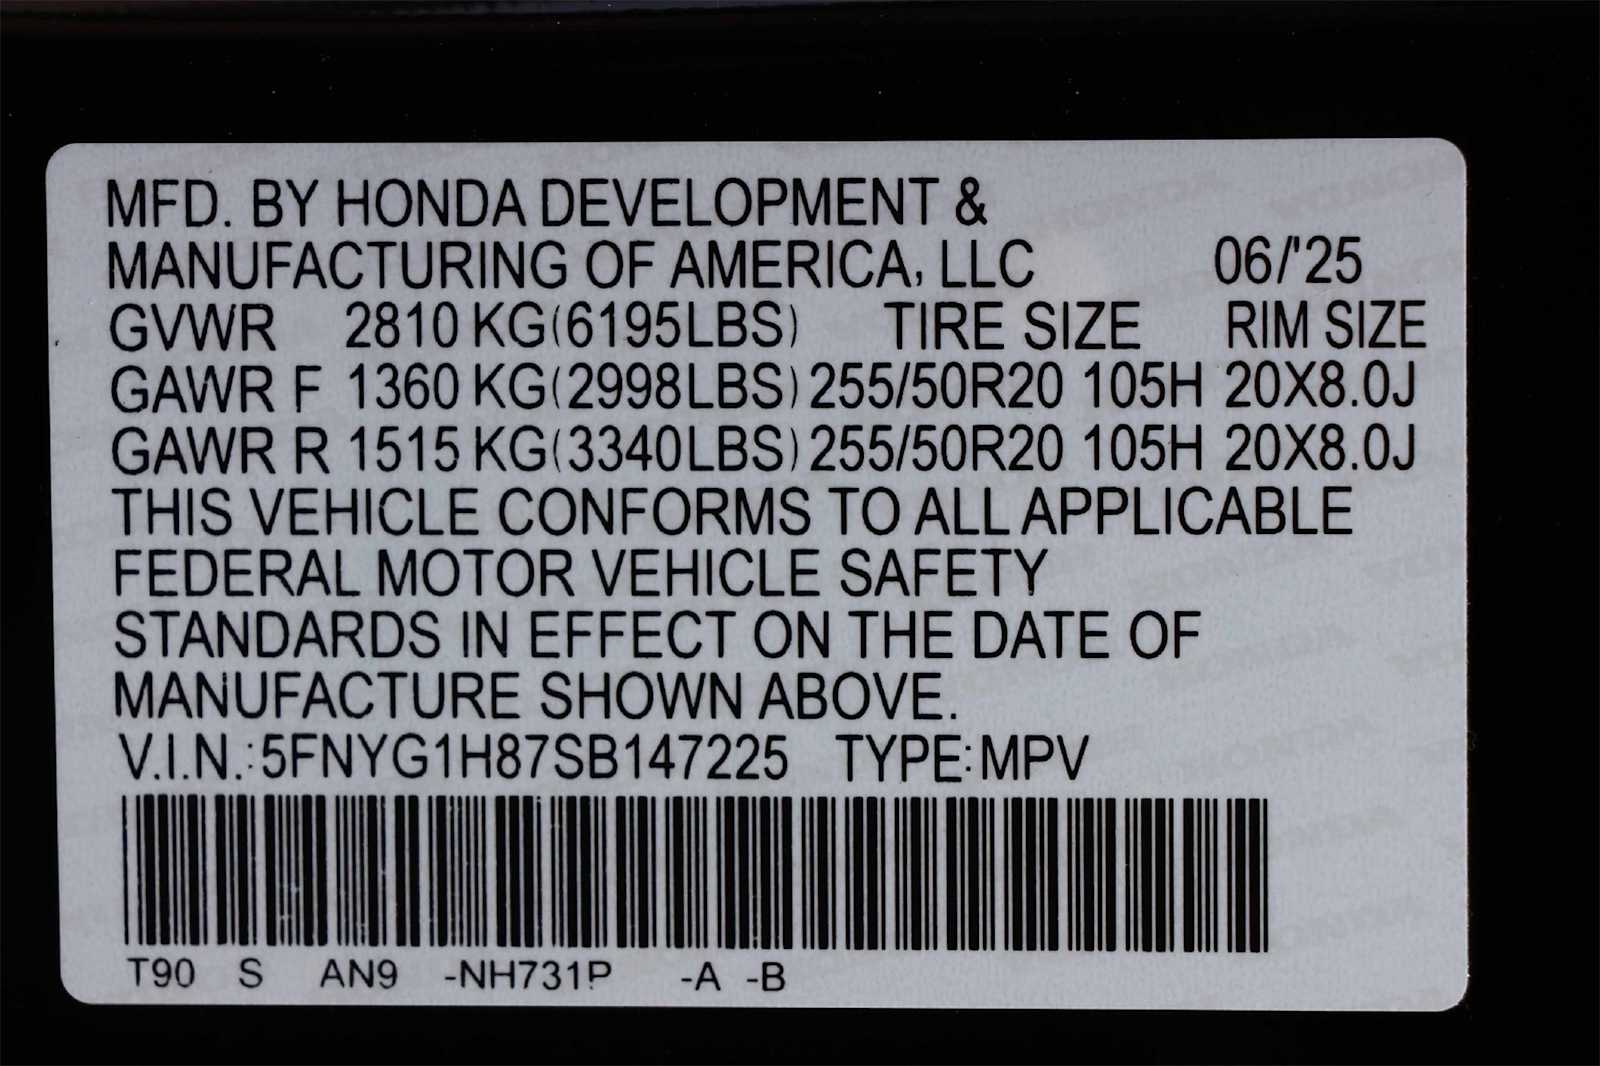 MFD. BY HONDA DEVELOPMENT &
MANUFACTURING OF AMERICA, LLC 06/'25
GVWR 2810 KG(6195LBS) TIRE SIZE RIM SIZE
GAWR F 1360 KG(2998LBS) 255/50R20 105H 20X8.0J
GAWR R 1515 KG(3340LBS) 255/50R20 105H 20X8.0J
THIS VEHICLE CONFORMS TO ALL APPLICABLE
FEDERAL MOTOR VEHICLE SAFETY
STANDARDS IN EFFECT ON THE DATE OF
MANUFACTURE SHOWN ABOVE.
V.I.N.:5FNYG1H87SB147225 TYPE:MPV
T90 S AN9 -NH731P -A -B